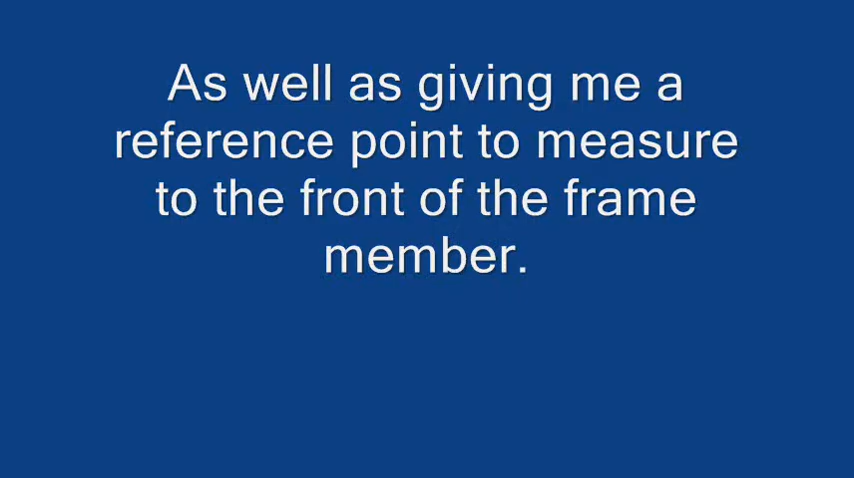 As well as giving me a
reference point to measure
to the front of the frame
member.